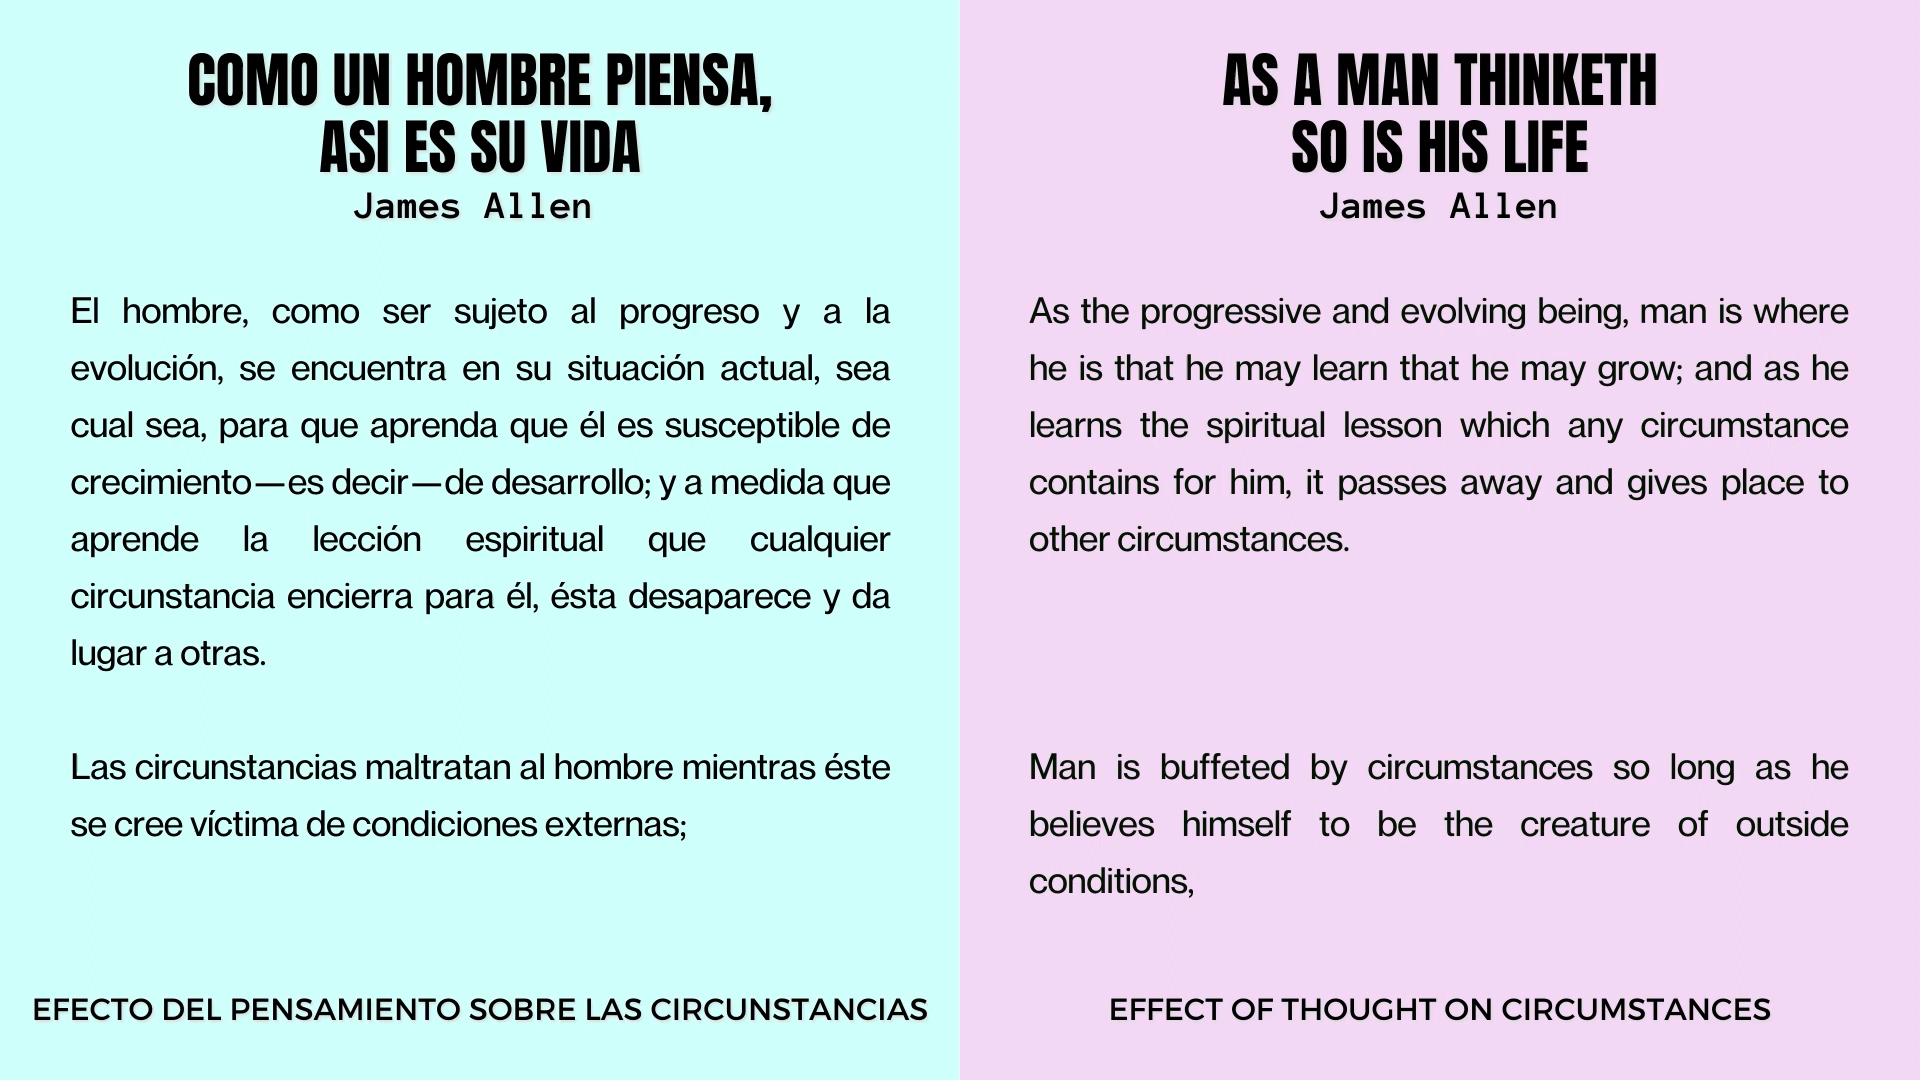 COMO UN HOMBRE PIENSA,
ASI ES SU VIDA
James Allen
El hombre, como ser sujeto al progreso y a la
evolución, se encuentra en su situación actual, sea
cual sea, para que aprenda que él es susceptible de
crecimiento—es decir—de desarrollo; y a medida que
aprende la lección espiritual que cualquier
circunstancia encierra para él, ésta desaparece y da
lugar a otras.
Las circunstancias maltratan al hombre mientras éste
se cree víctima de condiciones externas;
EFECTO DEL PENSAMIENTO SOBRE LAS CIRCUNSTANCIAS
AS A MAN THINKETH
SO IS HIS LIFE
James Allen
As the progressive and evolving being, man is where
he is that he may learn that he may grow; and as he
learns the spiritual lesson which any circumstance
contains for him, it passes away and gives place to
other circumstances.
Man is buffeted by circumstances so long as he
believes himself to be the creature of outside
conditions,
EFFECT OF THOUGHT ON CIRCUMSTANCES